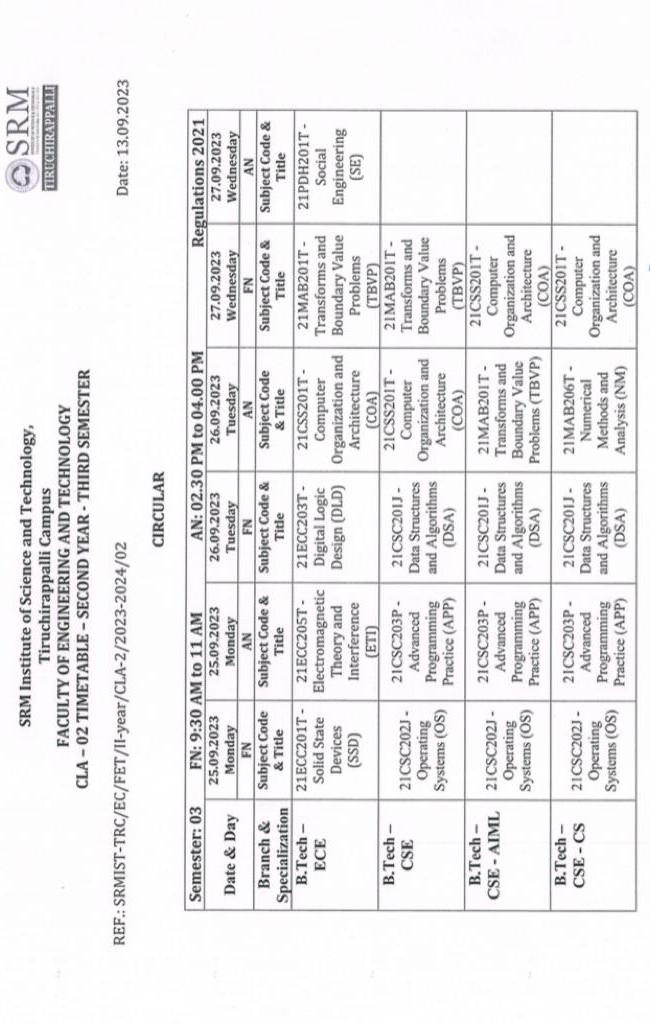 SRM
TIRUCHIRAPPALLI
SRM Institute of Science and Technology,
Tiruchirappalli Campus
FACULTY OF ENGINEERING AND TECHNOLOGY
CLA – 02 TIMETABLE – SECOND YEAR - THIRD SEMESTER
REF.: SRMIST-TRC/EC/FET/II-year/CLA-2/2023-2024/02
Date: 13.09.2023
CIRCULAR
Semester: 03
FN: 9:30 AM to 11 AM
AN: 02.30 PM to 04.00 PM
Regulations 2021
Date & Day
25.09.2023
Monday
FN
25.09.2023
Monday
AN
26.09.2023
Tuesday
FN
26.09.2023
Tuesday
AN
27.09.2023
Wednesday
FN
27.09.2023
Wednesday
AN
Branch &
Specialization
Subject Code
& Title
Subject Code &
Title
Subject Code &
Title
Subject Code
& Title
Subject Code &
Title
Subject Code &
Title
B.Tech –
ECE
21ECC201T -
Solid State
Devices
(SSD)
21ECC205T -
Electromagnetic
Theory and
Interference
(ETI)
21ECC203T -
Digital Logic
Design (DLD)
21CSS201T -
Computer
Organization and
Architecture
(COA)
21MAB201T -
Transforms and
Boundary Value
Problems
(TBVP)
21PDH201T -
Social
Engineering
(SE)
B.Tech –
CSE
21CSC202J -
Operating
Systems (OS)
21CSC203P -
Advanced
Programming
Practice (APP)
21CSC201J -
Data Structures
and Algorithms
(DSA)
21CSS201T -
Computer
Organization and
Architecture
(COA)
21MAB201T -
Transforms and
Boundary Value
Problems
(TBVP)
B.Tech –
CSE - AIML
21CSC202J -
Operating
Systems (OS)
21CSC203P -
Advanced
Programming
Practice (APP)
21CSC201J -
Data Structures
and Algorithms
(DSA)
21MAB201T -
Transforms and
Boundary Value
Problems (TBVP)
21CSS201T -
Computer
Organization and
Architecture
(COA)
B.Tech –
CSE - CS
21CSC202J -
Operating
Systems (OS)
21CSC203P -
Advanced
Programming
Practice (APP)
21CSC201J -
Data Structures
and Algorithms
(DSA)
21MAB206T -
Numerical
Methods and
Analysis (NM)
21CSS201T -
Computer
Organization and
Architecture
(COA)